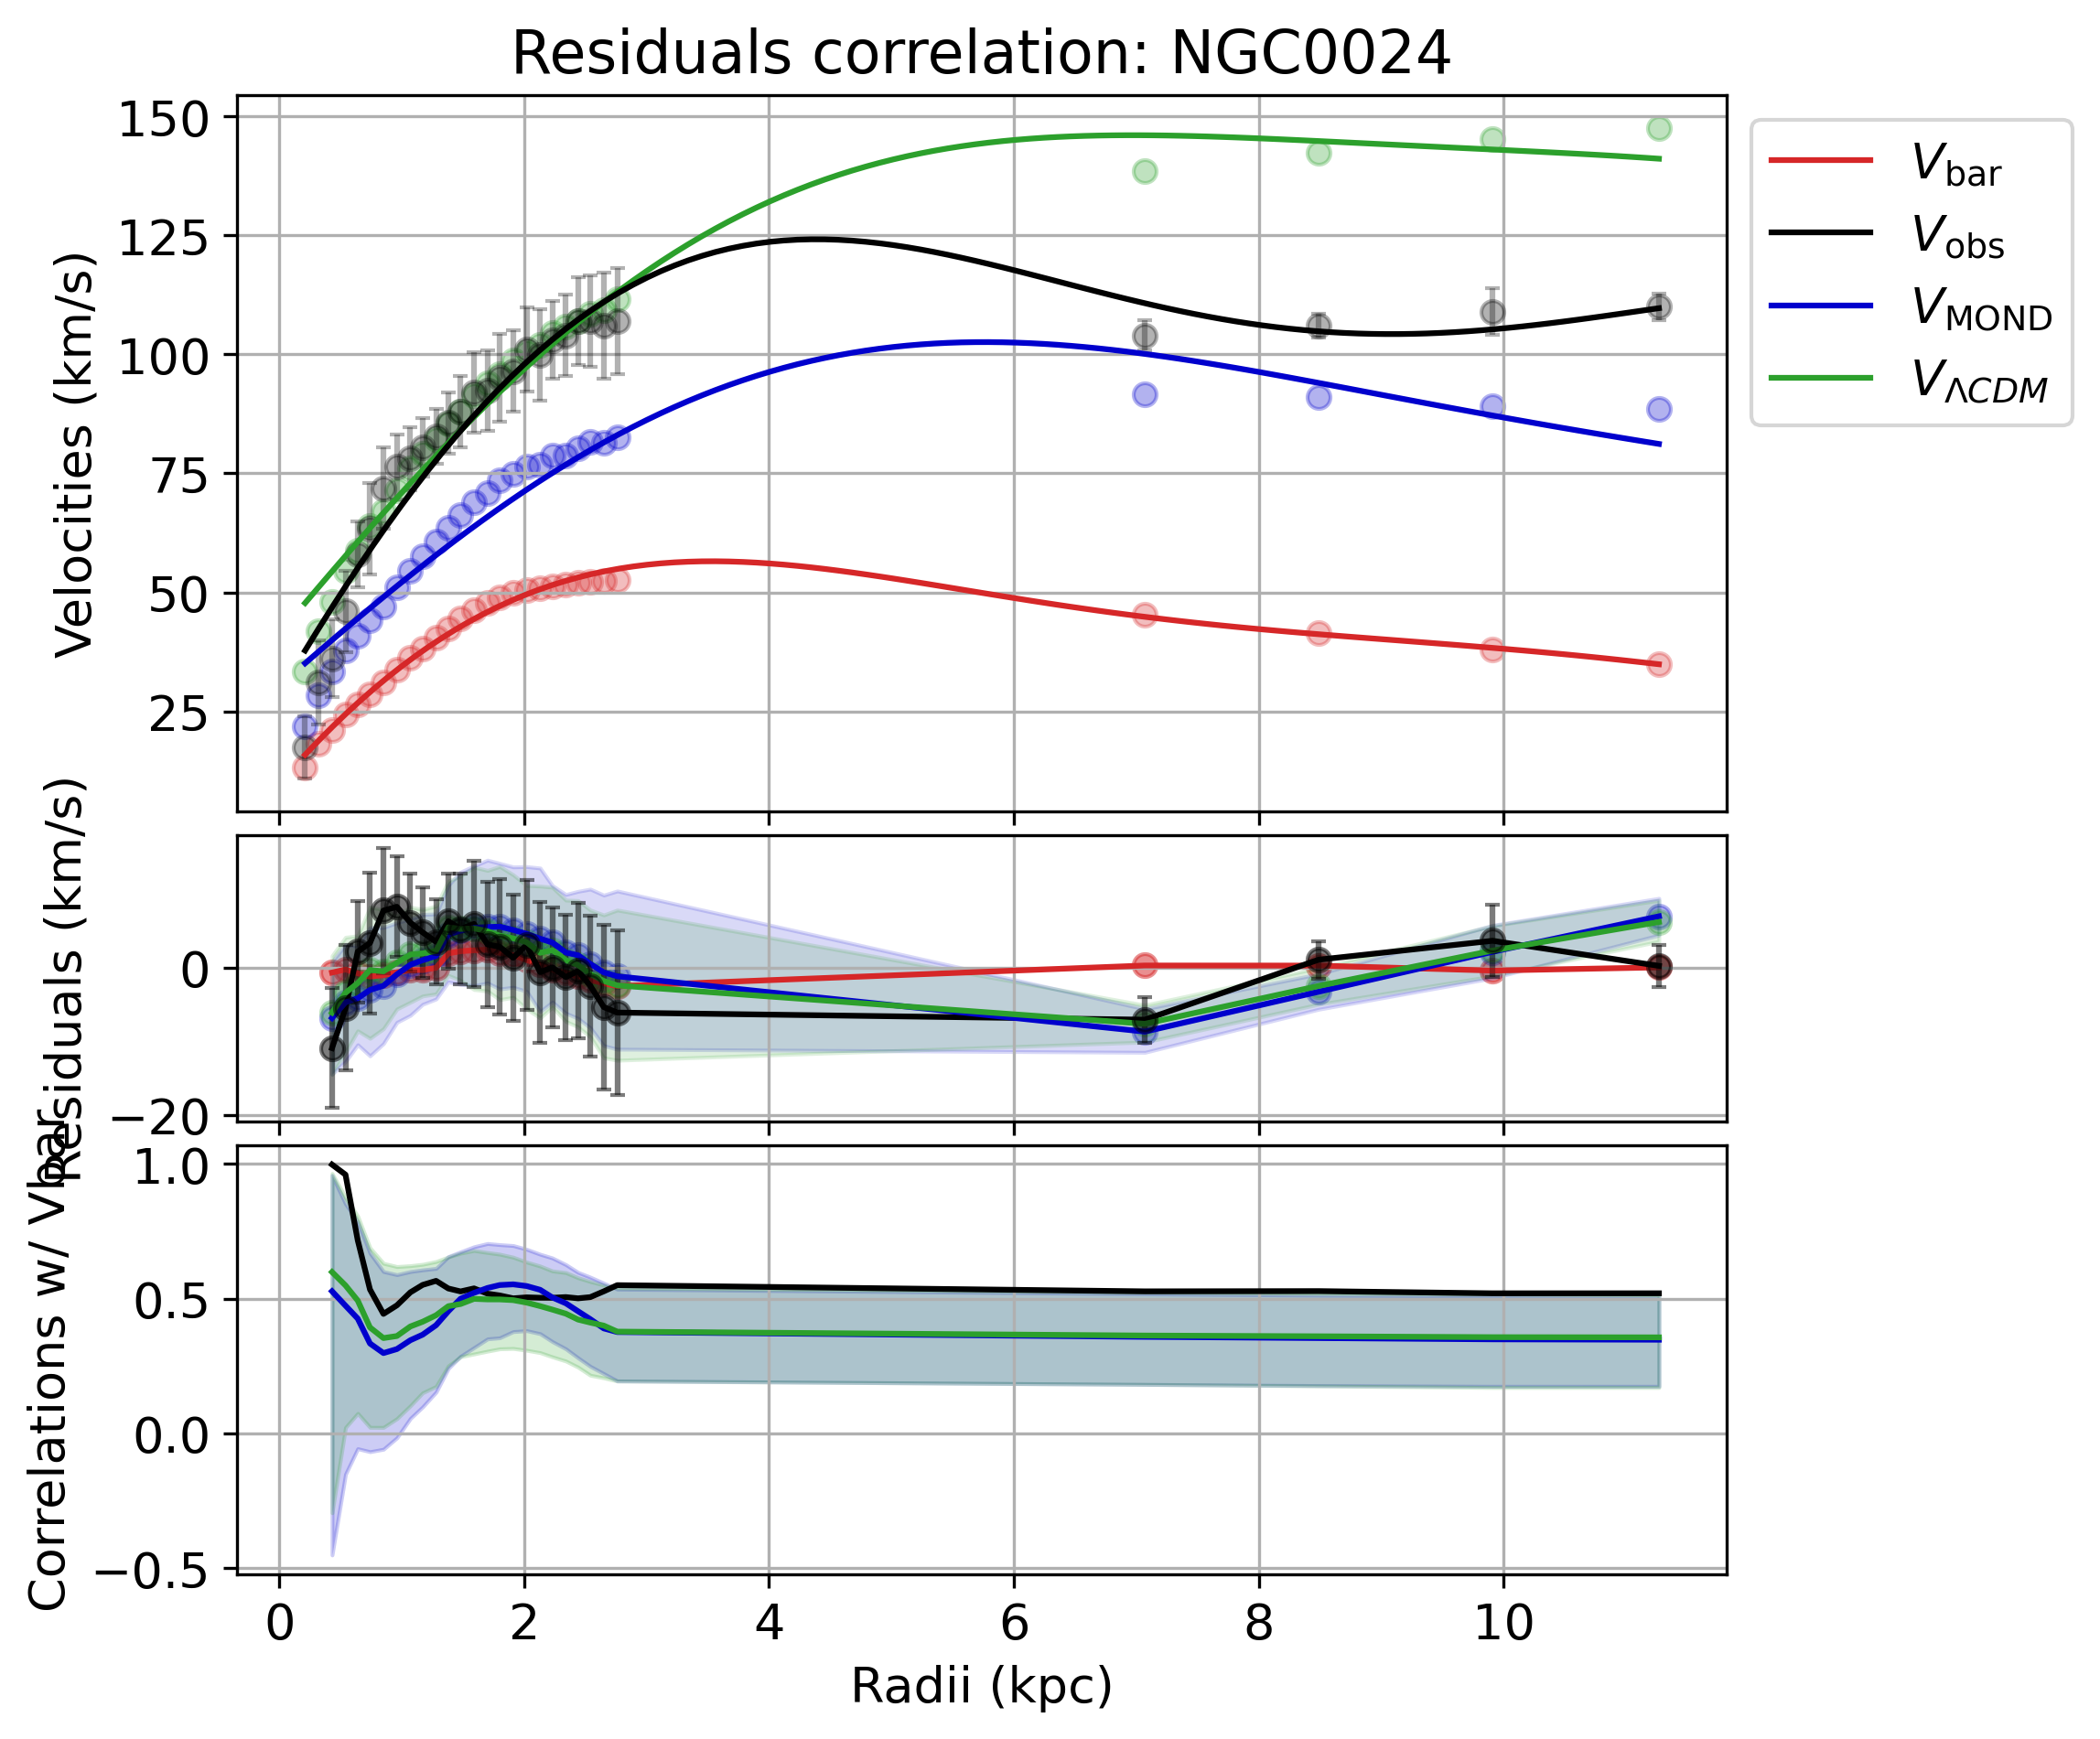 Residuals correlation: NGC0024
Velocities (km/s)
150
125
100
75
50
25
V_bar
V_obs
V_MOND
V_ΛCDM
Residuals (km/s)
0
−20
Correlations w/ Vbar
1.0
0.5
0.0
−0.5
0 2 4 6 8 10
Radii (kpc)